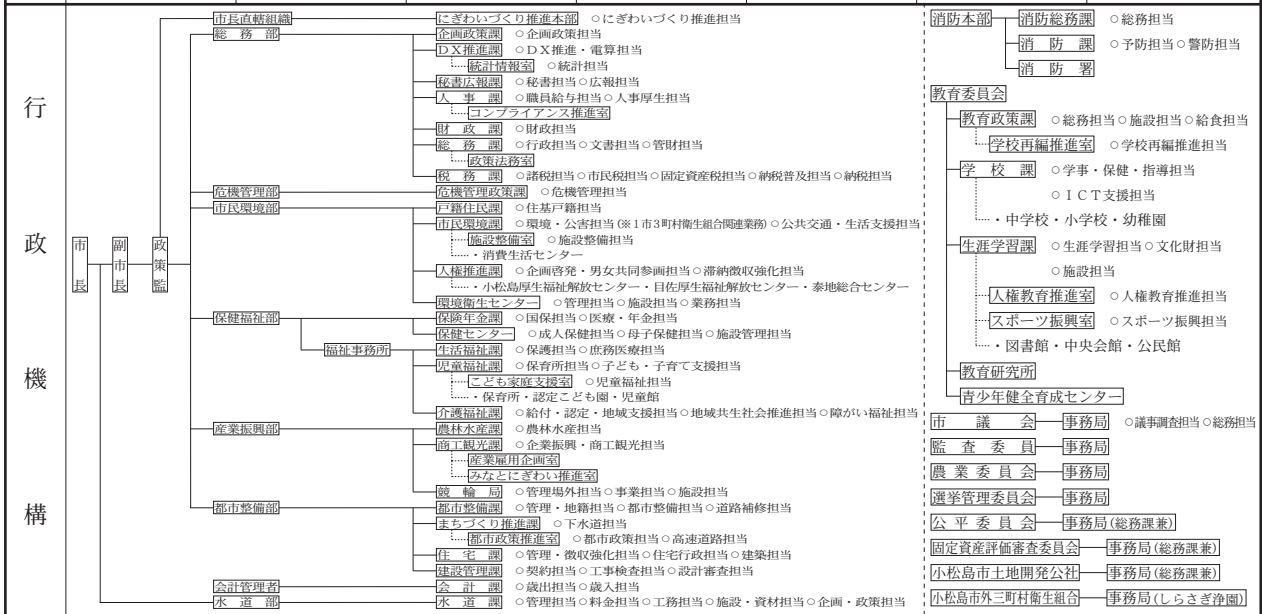 行政機構
市長
副市長
政策監
市長直轄組織
にぎわいづくり推進本部 ○にぎわいづくり推進担当
総務部
企画政策課 ○企画政策担当
ＤＸ推進課 ○ＤＸ推進・電算担当
統計情報室 ○統計担当
秘書広報課 ○秘書担当○広報担当
人事課 ○職員給与担当○人事厚生担当
コンプライアンス推進室
財政課 ○財政担当
総務課 ○行政担当○文書担当○管財担当
政策法務室
税務課 ○諸税担当○市民税担当○固定資産税担当○納税普及担当○納税担当
危機管理部
危機管理政策課 ○危機管理担当
市民環境部
戸籍住民課 ○住基戸籍担当
市民環境課 ○環境・公害担当(※１市３町村衛生組合関連業務)○公共交通・生活支援担当
施設整備室 ○施設整備担当
・消費生活センター
人権推進課 ○企画啓発・男女共同参画担当○滞納徴収強化担当
・小松島厚生福祉解放センター・目佐厚生福祉解放センター・泰地総合センター
環境衛生センター ○管理担当○施設担当○業務担当
保健福祉部
保険年金課 ○国保担当○医療・年金担当
保健センター ○成人保健担当○母子保健担当○施設管理担当
福祉事務所
生活福祉課 ○保護担当○庶務医療担当
児童福祉課 ○保育所担当○子ども・子育て支援担当
こども家庭支援室 ○児童福祉担当
・保育所・認定こども園・児童館
介護福祉課 ○給付・認定・地域支援担当○地域共生社会推進担当○障がい福祉担当
産業振興部
農林水産課 ○農林水産担当
商工観光課 ○企業振興・商工観光担当
産業雇用企画室
みなとにぎわい推進室
競輪局 ○管理場外担当○事業担当○施設担当
都市整備部
都市整備課 ○管理・地籍担当○都市整備担当○道路補修担当
まちづくり推進課 ○下水道担当
都市政策推進室 ○都市政策担当○高速道路担当
住宅課 ○管理・徴収強化担当○住宅行政担当○建築担当
建設管理課 ○契約担当○工事検査担当○設計審査担当
会計管理者
会計課 ○歳出担当○歳入担当
水道部
水道課 ○管理担当○料金担当○工務担当○施設・資材担当○企画・政策担当
消防本部
消防総務課 ○総務担当
消防課 ○予防担当○警防担当
消防署
教育委員会
教育政策課 ○総務担当○施設担当○給食担当
学校再編推進室 ○学校再編推進担当
学校課 ○学事・保健・指導担当
○ＩＣＴ支援担当
・中学校・小学校・幼稚園
生涯学習課 ○生涯学習担当○文化財担当
○施設担当
人権教育推進室 ○人権教育推進担当
スポーツ振興室 ○スポーツ振興担当
・図書館・中央会館・公民館
教育研究所
青少年健全育成センター
市議会 事務局 ○議事調査担当○総務担当
監査委員 事務局
農業委員会 事務局
選挙管理委員会 事務局
公平委員会 事務局(総務課兼)
固定資産評価審査委員会 事務局(総務課兼)
小松島市土地開発公社 事務局(総務課兼)
小松島市外三町村衛生組合 事務局(しらさぎ浄園)